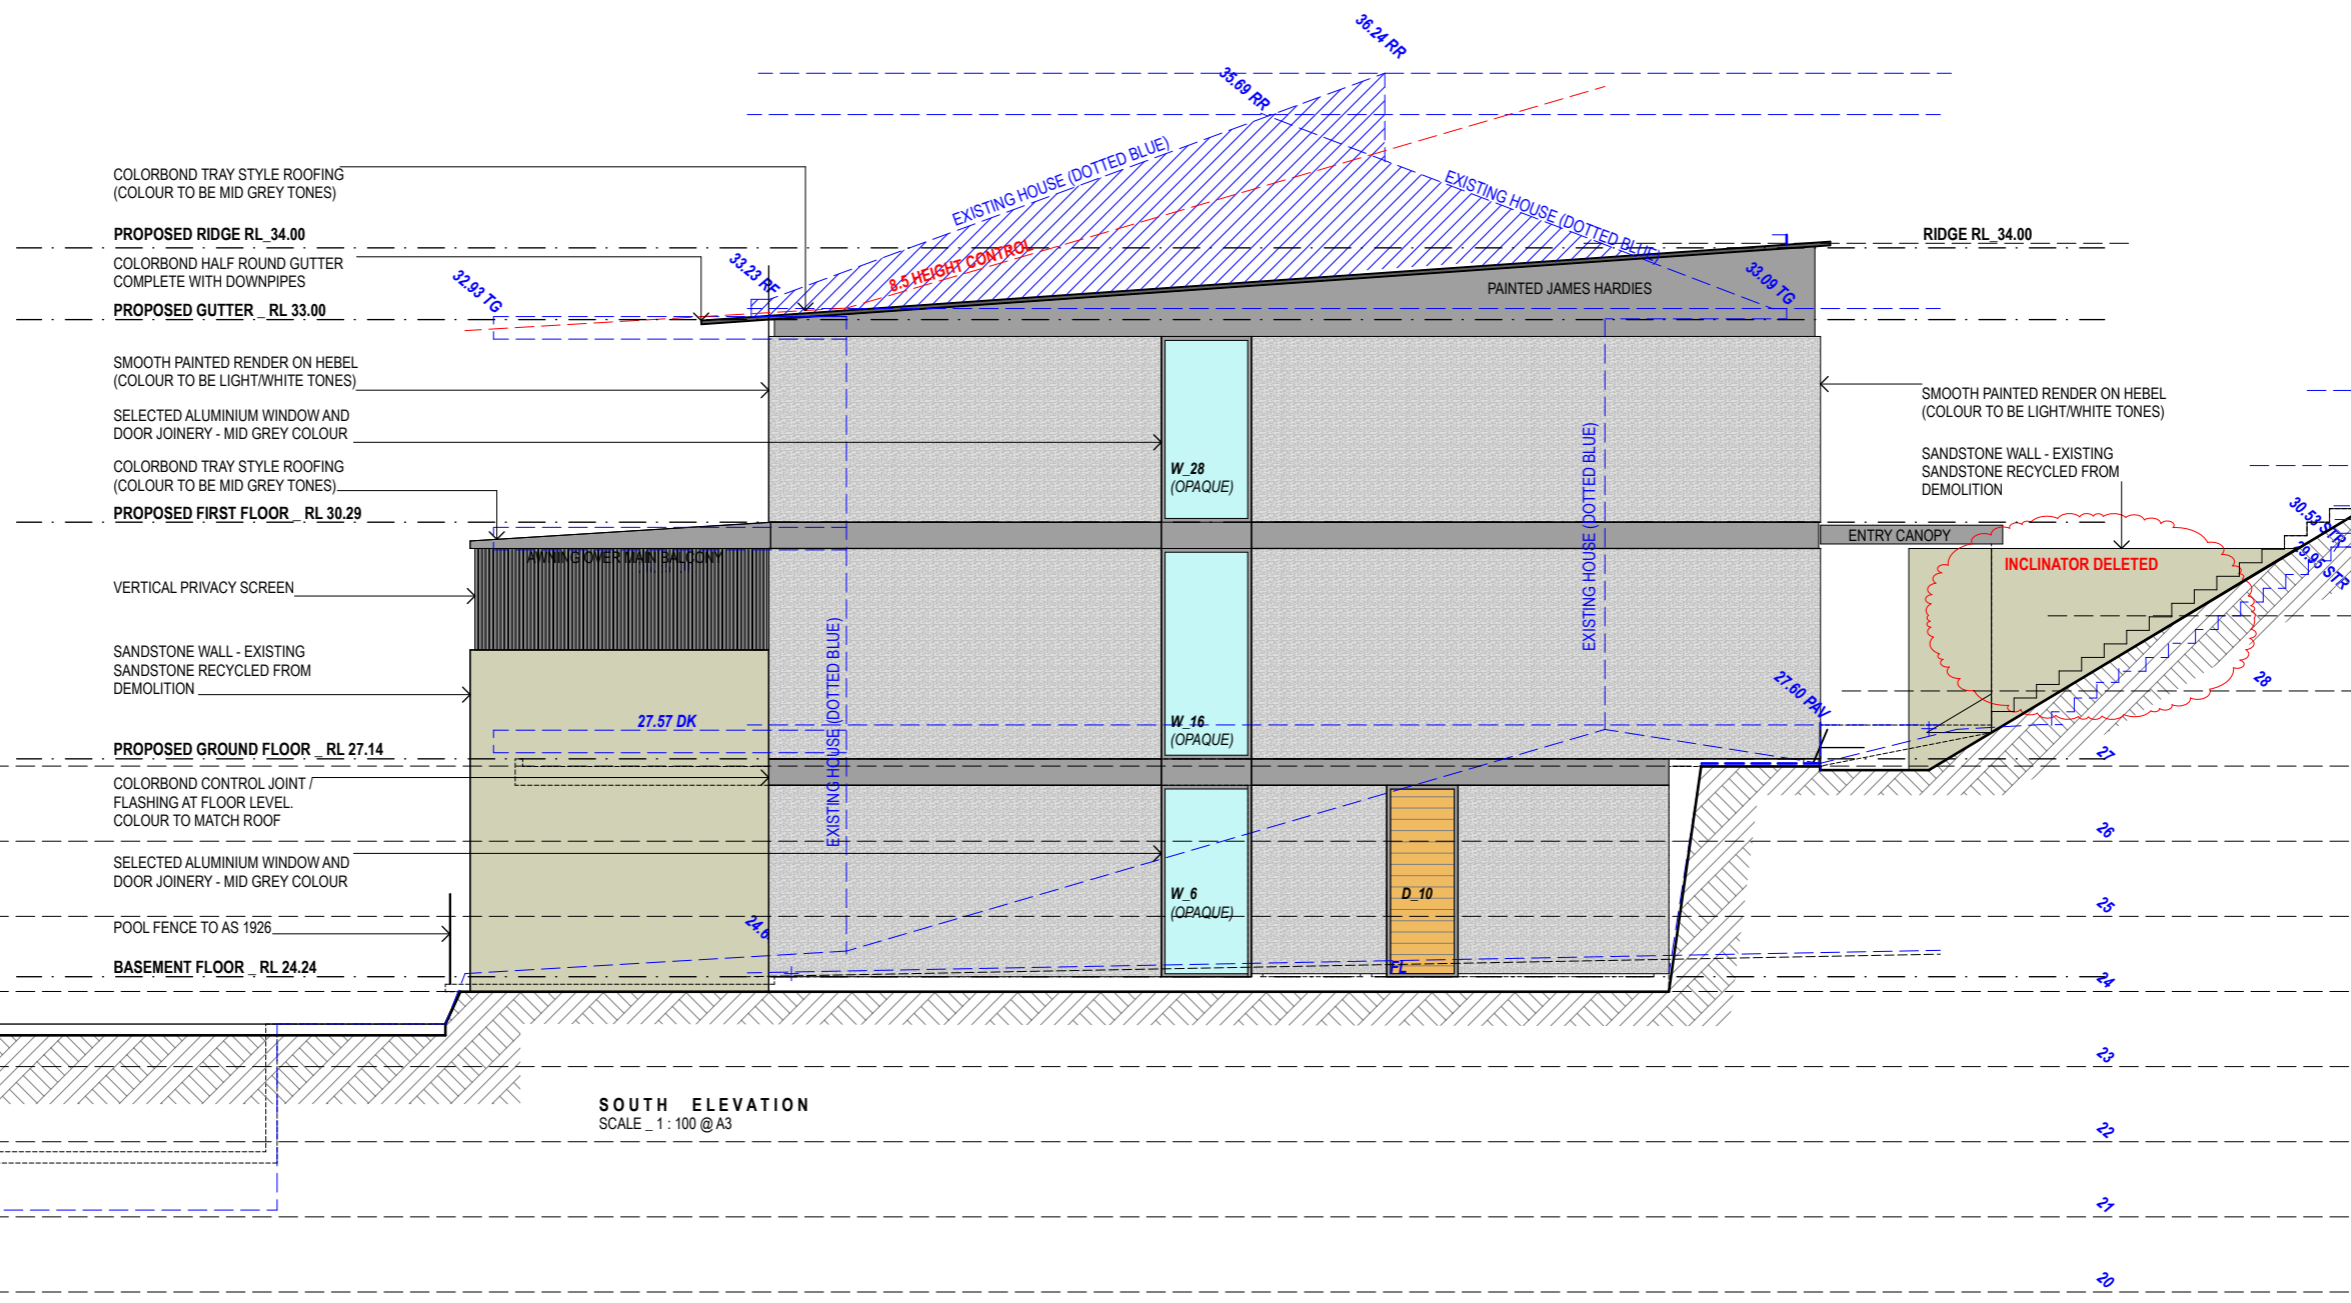 36.24 RR
35.69 RR
EXISTING HOUSE (DOTTED BLUE)
EXISTING HOUSE (DOTTED BLUE)
8.5 HEIGHT CONTROL
33.23 RF
32.93 TG
33.09 TG
COLORBOND TRAY STYLE ROOFING
(COLOUR TO BE MID GREY TONES)
PROPOSED RIDGE RL_34.00
RIDGE RL_34.00
COLORBOND HALF ROUND GUTTER
COMPLETE WITH DOWNPIPES
PAINTED JAMES HARDIES
PROPOSED GUTTER _ RL 33.00
SMOOTH PAINTED RENDER ON HEBEL
(COLOUR TO BE LIGHT/WHITE TONES)
SMOOTH PAINTED RENDER ON HEBEL
(COLOUR TO BE LIGHT/WHITE TONES)
SELECTED ALUMINIUM WINDOW AND
DOOR JOINERY - MID GREY COLOUR
SANDSTONE WALL - EXISTING
SANDSTONE RECYCLED FROM
DEMOLITION
COLORBOND TRAY STYLE ROOFING
(COLOUR TO BE MID GREY TONES)
W_28
(OPAQUE)
PROPOSED FIRST FLOOR _ RL 30.29
30.53 STR
29.95 STR
ENTRY CANOPY
AWNING OVER MAIN BALCONY
INCLINATOR DELETED
EXISTING HOUSE (DOTTED BLUE)
VERTICAL PRIVACY SCREEN
EXISTING HOUSE (DOTTED BLUE)
SANDSTONE WALL - EXISTING
SANDSTONE RECYCLED FROM
DEMOLITION
28
27.60 PAV
27.57 DK
W_16
(OPAQUE)
PROPOSED GROUND FLOOR _ RL 27.14
27
COLORBOND CONTROL JOINT /
FLASHING AT FLOOR LEVEL.
COLOUR TO MATCH ROOF
26
SELECTED ALUMINIUM WINDOW AND
DOOR JOINERY - MID GREY COLOUR
W_6
(OPAQUE)
D_10
25
24.6
POOL FENCE TO AS 1926
BASEMENT FLOOR _ RL 24.24
FL
24
23
SOUTH ELEVATION
SCALE _ 1 : 100 @ A3
22
21
20